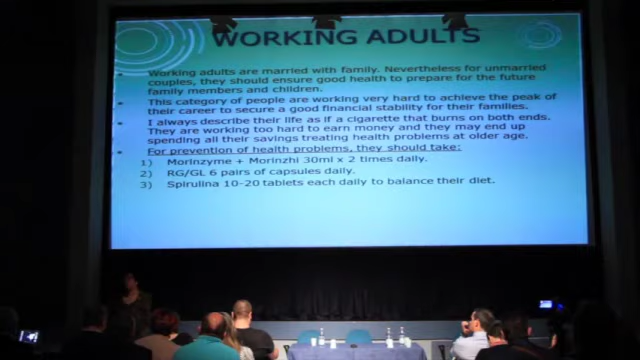 WORKING ADULTS
Working adults are married with family. Nevertheless for unmarried
couples, they should ensure good health to prepare for the future
family members and children.
This category of people are working very hard to achieve the peak of
their career to secure a good financial stability for their families.
I always describe their life as if a cigarette that burns on both ends.
They are working too hard to earn money and they may end up
spending all their savings treating health problems at older age.
For prevention of health problems, they should take:
1) Morinzyme + Morinzhi 30ml x 2 times daily.
2) RG/GL 6 pairs of capsules daily.
3) Spirulina 10-20 tablets each daily to balance their diet.